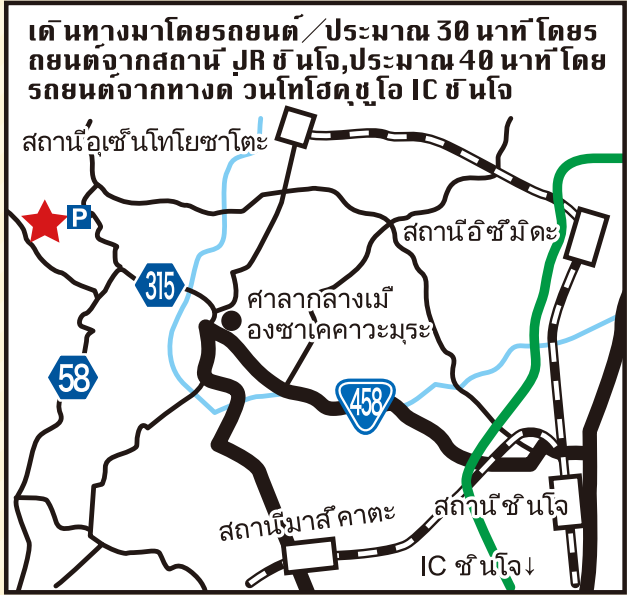 เดินทางมาโดยรถยนต์／ประมาณ 30 นาทีโดยร
ถยนต์จากสถานี JR ชินโจ,ประมาณ 40 นาทีโดย
รถยนต์จากทางด่วนโทโฮคุชูโอ IC ชินโจ
สถานีอุเซ็นโทโยซาโตะ
P
สถานีอิซึมิดะ
315
ศาลากลางเมื
องซาเคคาวะมุระ
58
458
สถานีชินโจ
สถานีมาสึคาตะ
IC ชินโจ↓